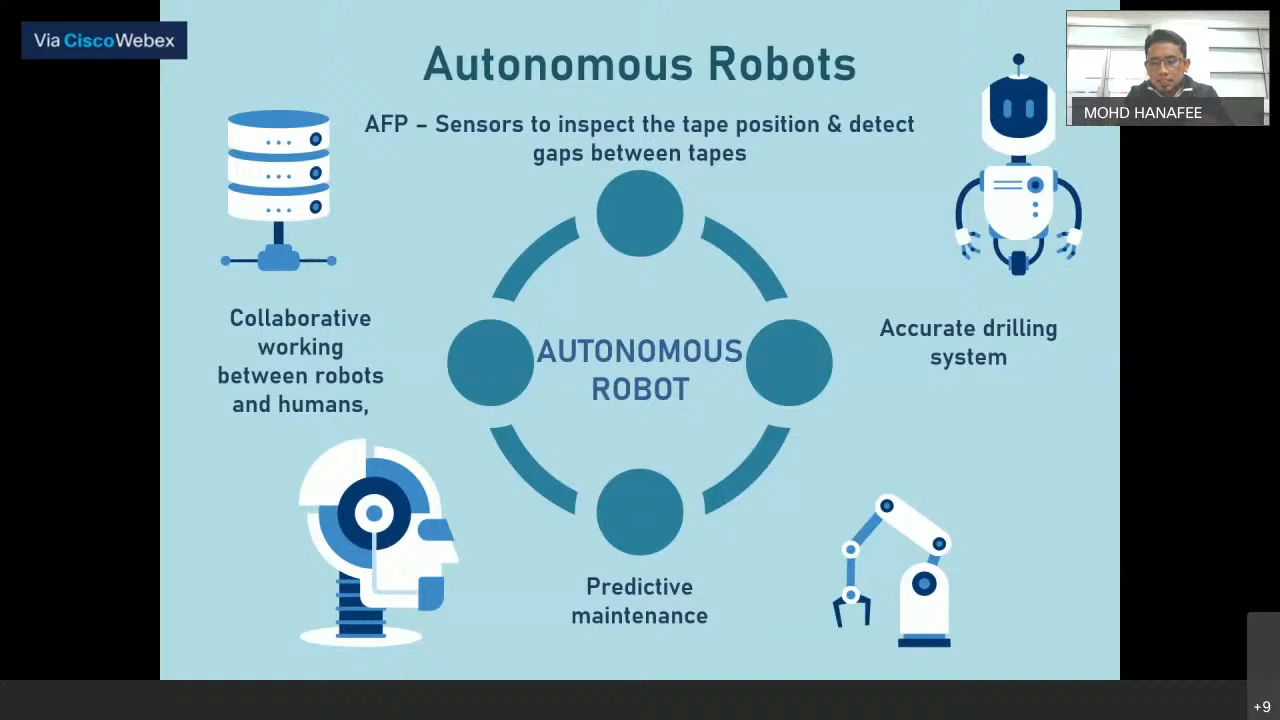 Via CiscoWebex
Autonomous Robots
MOHD HANAFEE
AFP – Sensors to inspect the tape position & detect
gaps between tapes
Collaborative
working
between robots
and humans,
AUTONOMOUS
ROBOT
Accurate drilling
system
Predictive
maintenance
+9